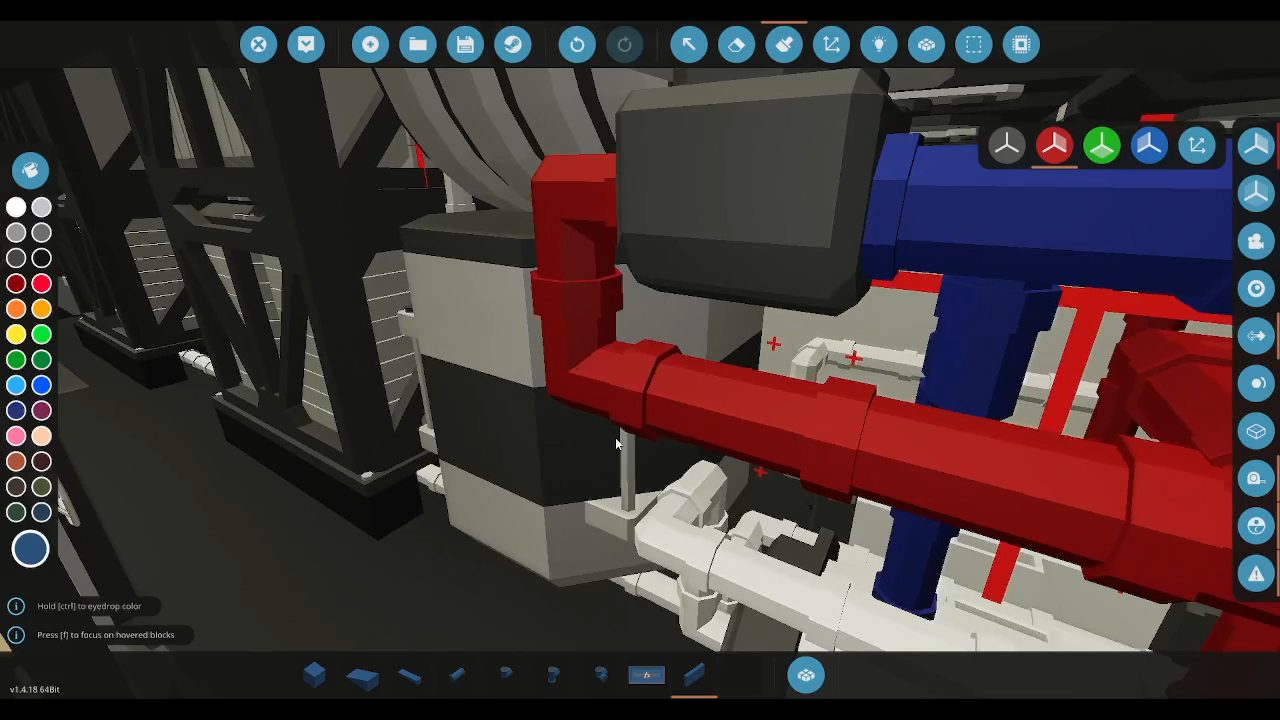 Hold [ctrl] to eyedrop color
Press [f] to focus on hovered blocks
v1.4.18 64Bit